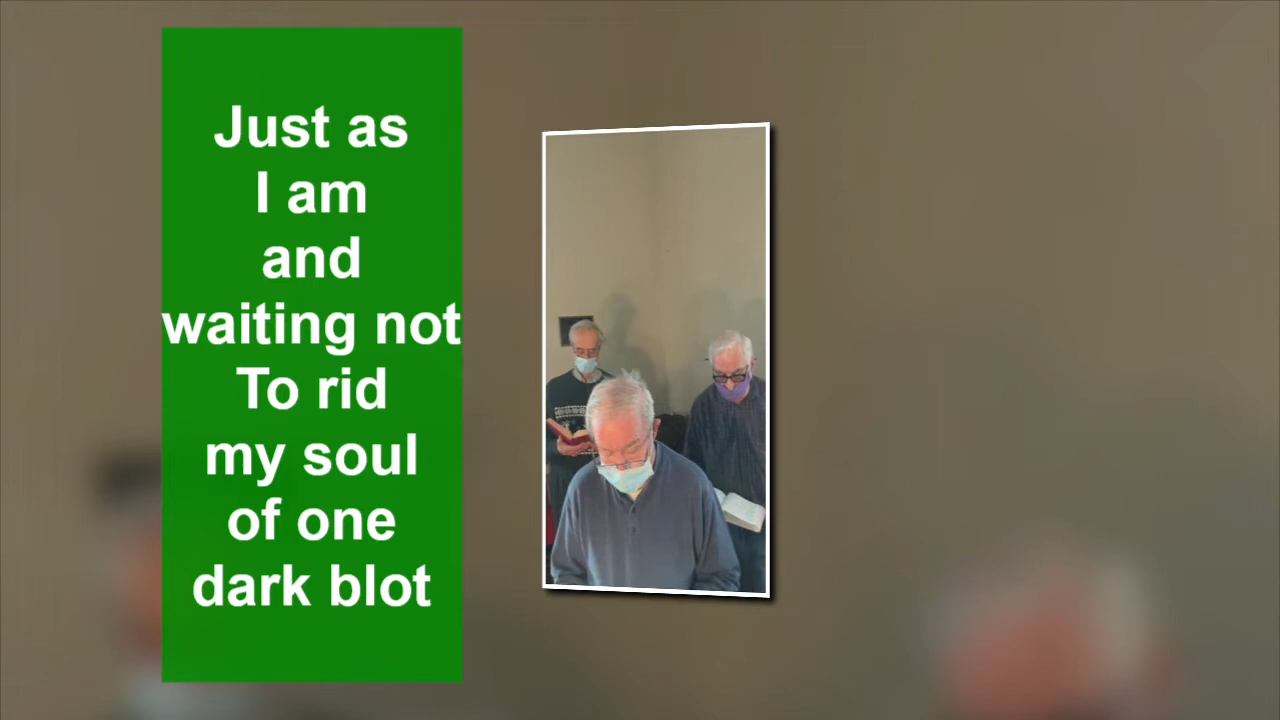 Just as
I am
and
waiting not
To rid
my soul
of one
dark blot